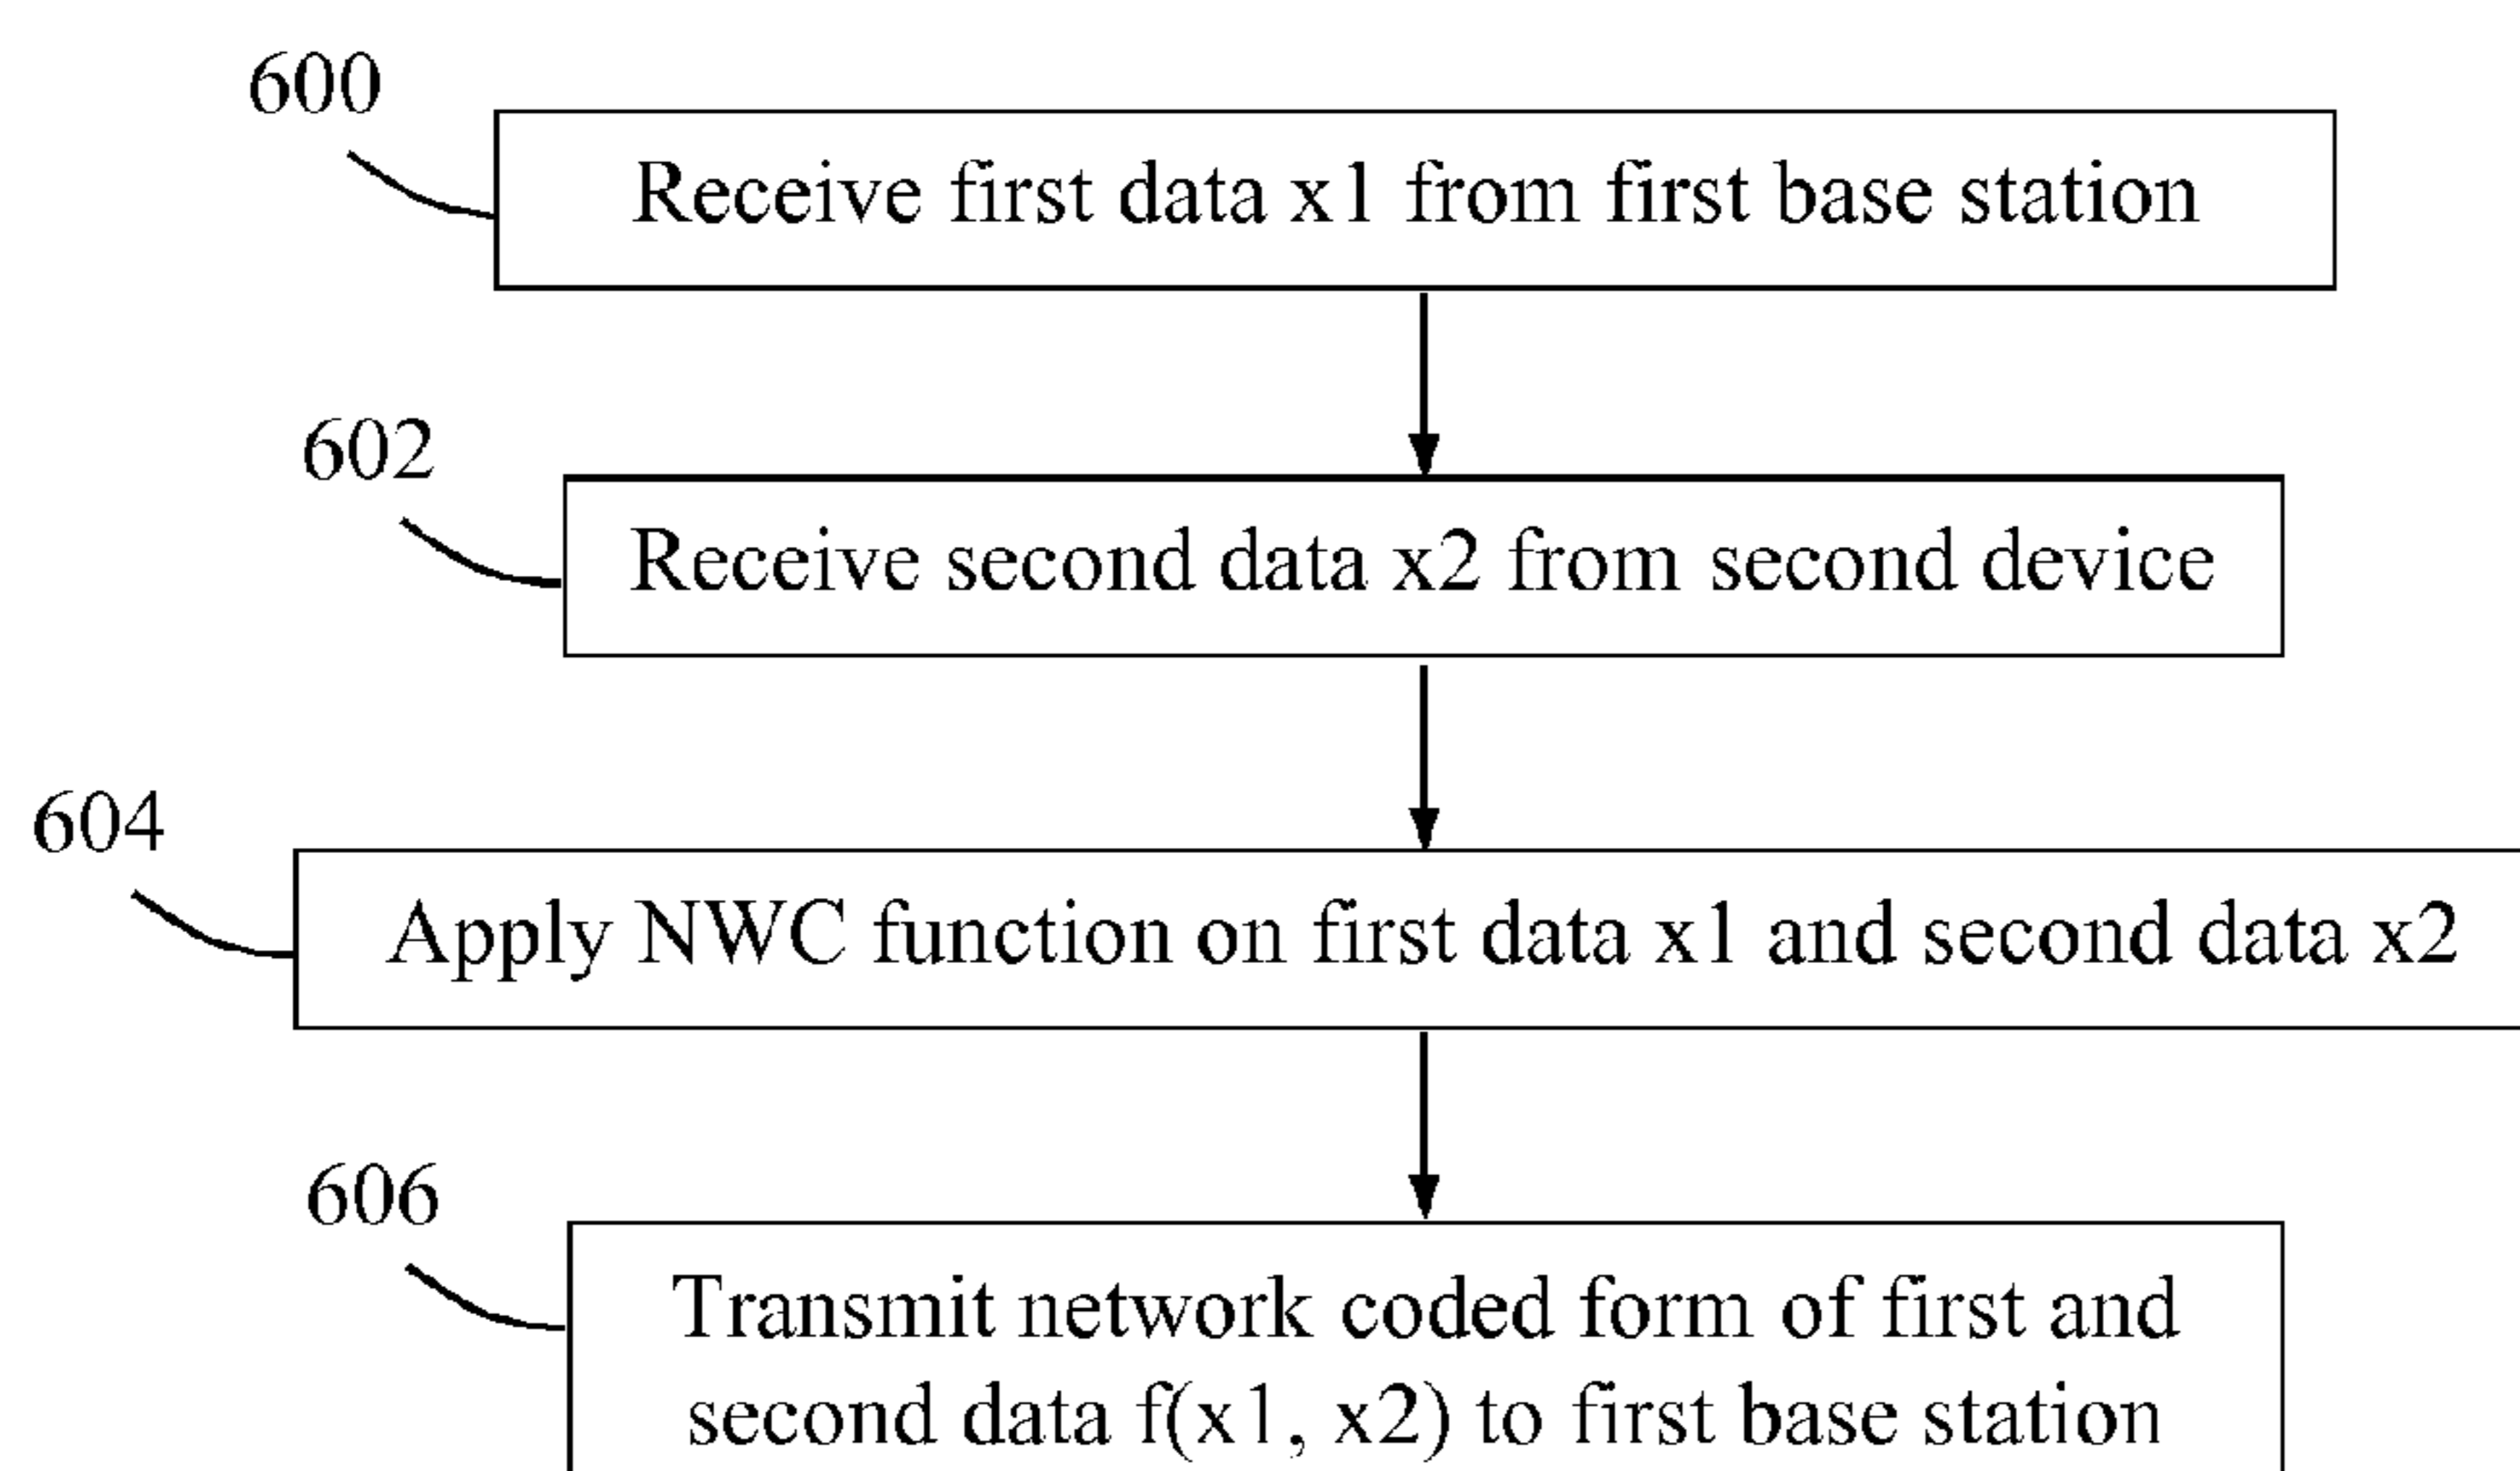 600
Receive first data x1 from first base station
602
Receive second data x2 from second device
604
Apply NWC function on first data x1 and second data x2
606
Transmit network coded form of first and
second data f(x1, x2) to first base station